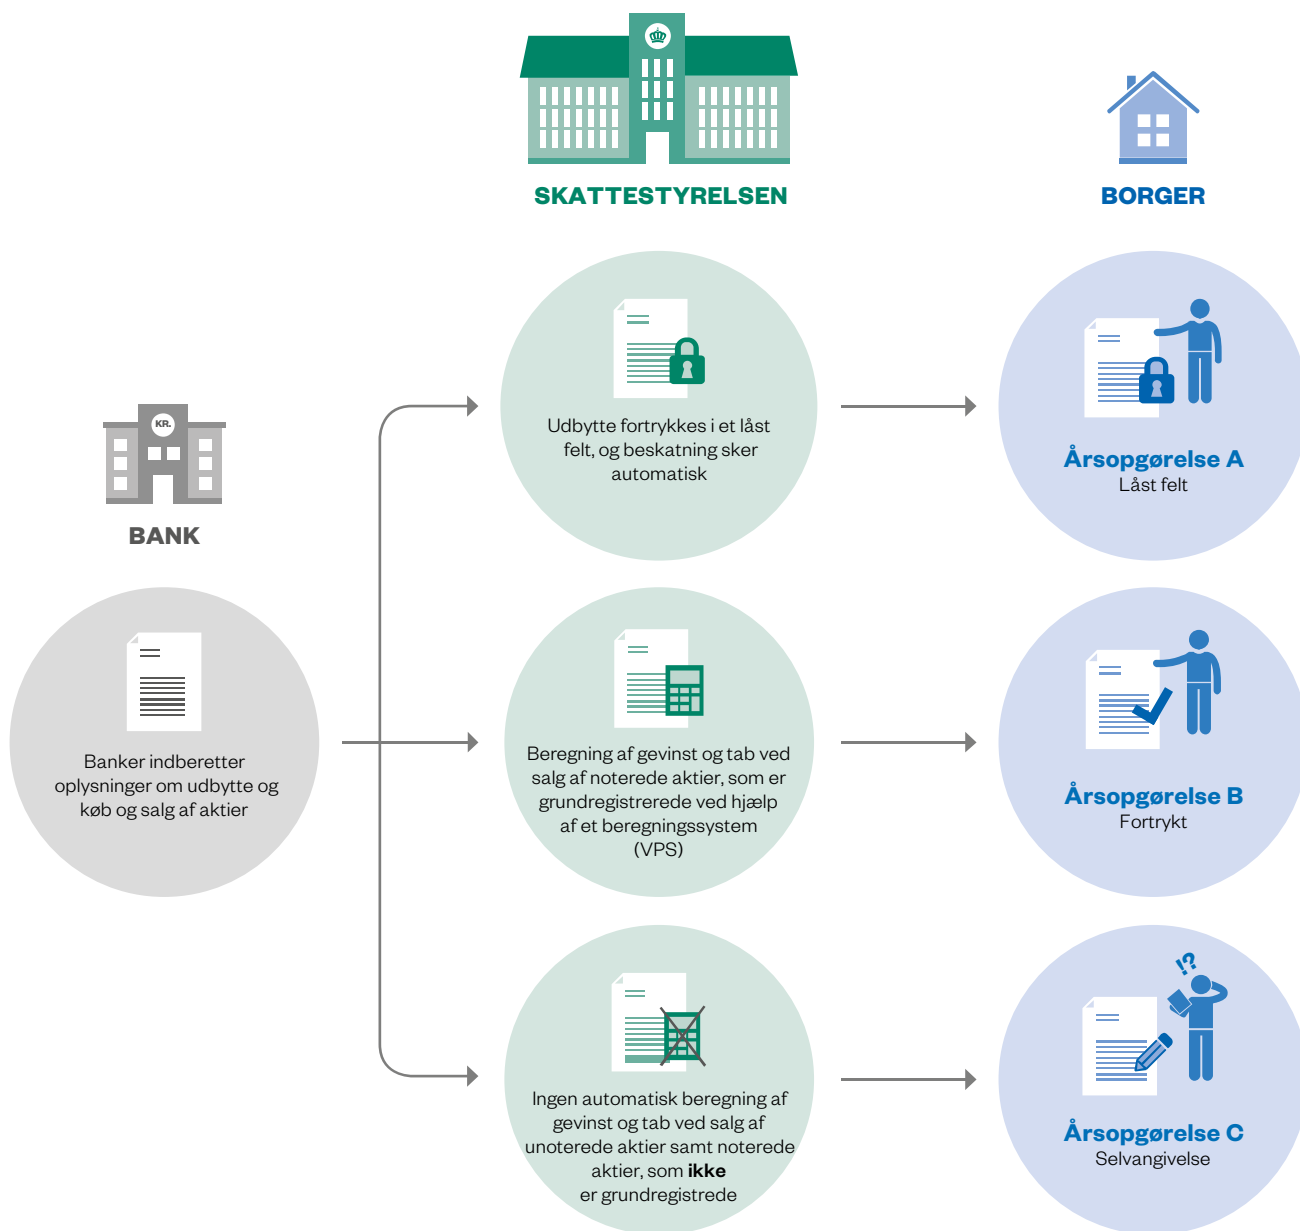 SKATTESTYRELSEN
BORGER
KR.
BANK
Banker indberetter
oplysninger om udbytte og
køb og salg af aktier
Udbytte fortrykkes i et låst
felt, og beskatning sker
automatisk
Årsopgørelse A
Låst felt
Beregning af gevinst og tab ved
salg af noterede aktier, som er
grundregistrerede ved hjælp
af et beregningssystem
(VPS)
Årsopgørelse B
Fortrykt
Ingen automatisk beregning af
gevinst og tab ved salg af
unoterede aktier samt noterede
aktier, som ikke
er grundregistrede
!?
Årsopgørelse C
Selvangivelse